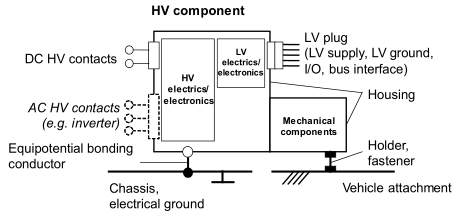 HV component
DC HV contacts
AC HV contacts
(e.g. inverter)
Equipotential bonding
conductor
HV
electrics/
electronics
LV
electrics/
electronics
LV plug
(LV supply, LV ground,
I/O, bus interface)
Housing
Mechanical
components
Holder,
fastener
Chassis,
electrical ground
Vehicle attachment